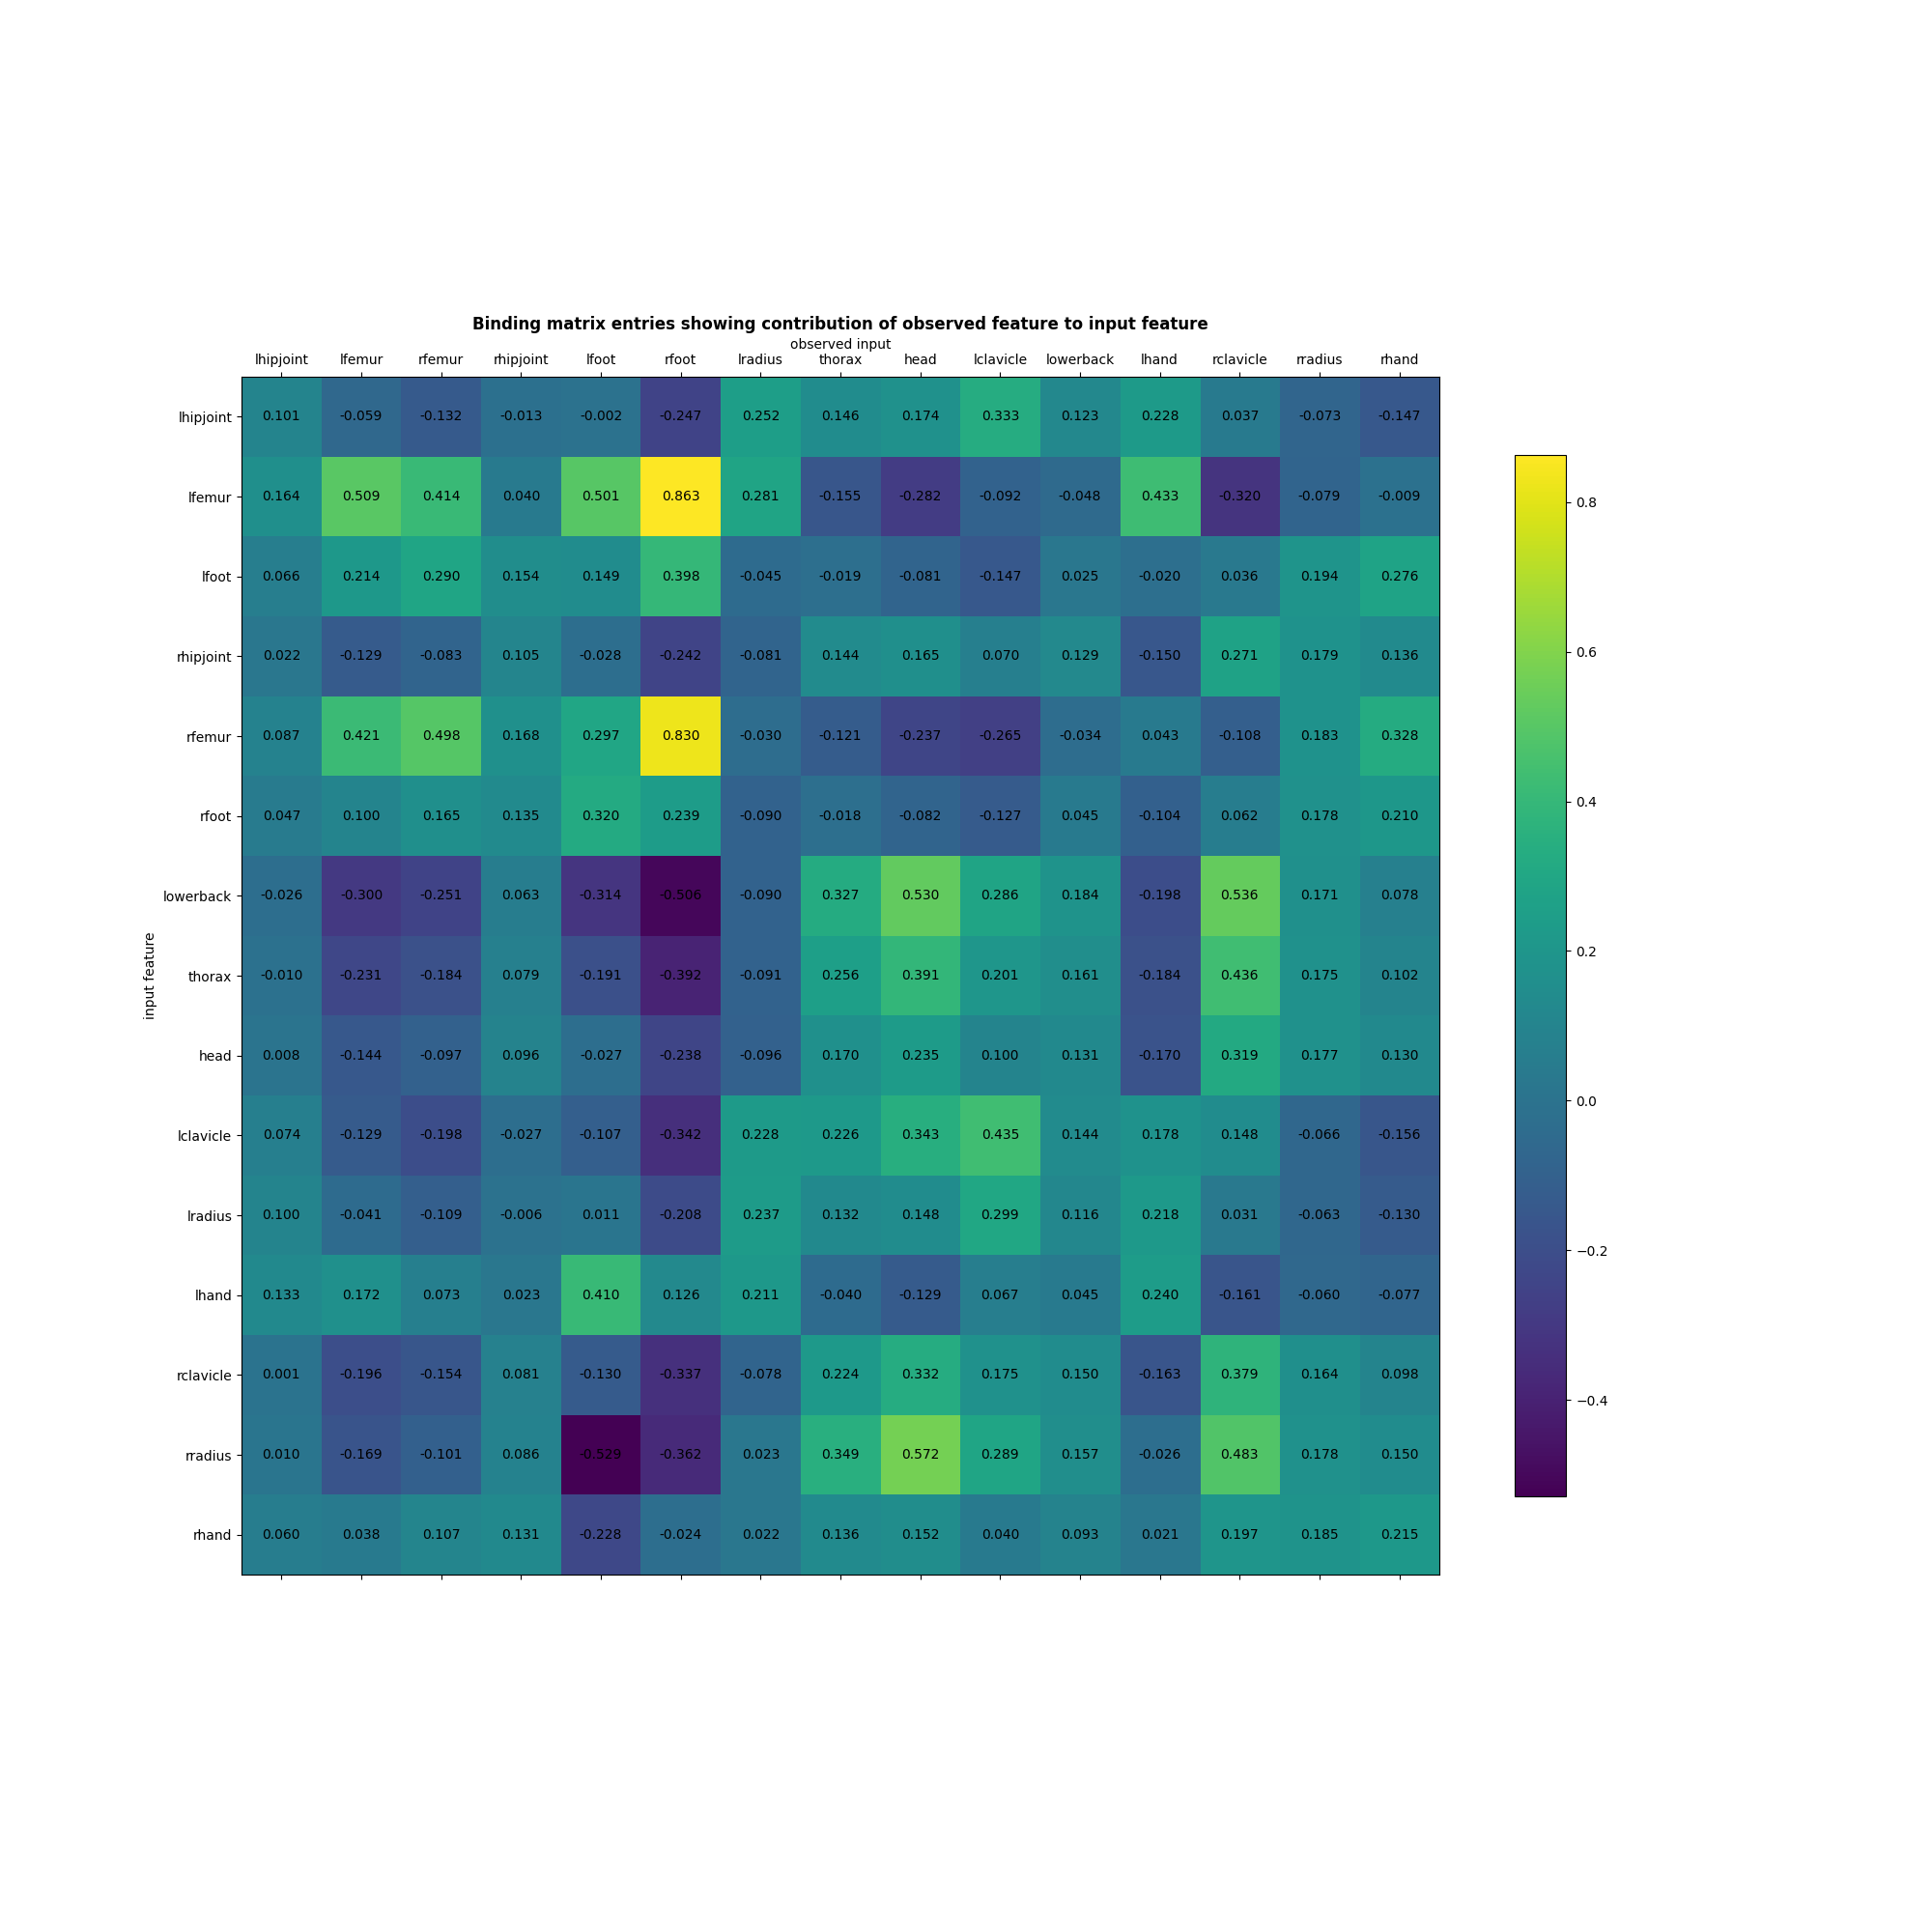 Binding matrix entries showing contribution of observed feature to input feature
observed input
lhipjoint lfemur rfemur rhipjoint lfoot rfoot lradius thorax head lclavicle lowerback lhand rclavicle rradius rhand
lhipjoint 0.101 -0.059 -0.132 -0.013 -0.002 -0.247 0.252 0.146 0.174 0.333 0.123 0.228 0.037 -0.073 -0.147
lfemur 0.164 0.509 0.414 0.040 0.501 0.863 0.281 -0.155 -0.282 -0.092 -0.048 0.433 -0.320 -0.079 -0.009
lfoot 0.066 0.214 0.290 0.154 0.149 0.398 -0.045 -0.019 -0.081 -0.147 0.025 -0.020 0.036 0.194 0.276
rhipjoint 0.022 -0.129 -0.083 0.105 -0.028 -0.242 -0.081 0.144 0.165 0.070 0.129 -0.150 0.271 0.179 0.136
rfemur 0.087 0.421 0.498 0.168 0.297 0.830 -0.030 -0.121 -0.237 -0.265 -0.034 0.043 -0.108 0.183 0.328
rfoot 0.047 0.100 0.165 0.135 0.320 0.239 -0.090 -0.018 -0.082 -0.127 0.045 -0.104 0.062 0.178 0.210
lowerback -0.026 -0.300 -0.251 0.063 -0.314 -0.506 -0.090 0.327 0.530 0.286 0.184 -0.198 0.536 0.171 0.078
thorax -0.010 -0.231 -0.184 0.079 -0.191 -0.392 -0.091 0.256 0.391 0.201 0.161 -0.184 0.436 0.175 0.102
head 0.008 -0.144 -0.097 0.096 -0.027 -0.238 -0.096 0.170 0.235 0.100 0.131 -0.170 0.319 0.177 0.130
lclavicle 0.074 -0.129 -0.198 -0.027 -0.107 -0.342 0.228 0.226 0.343 0.435 0.144 0.178 0.148 -0.066 -0.156
lradius 0.100 -0.041 -0.109 -0.006 0.011 -0.208 0.237 0.132 0.148 0.299 0.116 0.218 0.031 -0.063 -0.130
lhand 0.133 0.172 0.073 0.023 0.410 0.126 0.211 -0.040 -0.129 0.067 0.045 0.240 -0.161 -0.060 -0.077
rclavicle 0.001 -0.196 -0.154 0.081 -0.130 -0.337 -0.078 0.224 0.332 0.175 0.150 -0.163 0.379 0.164 0.098
rradius 0.010 -0.169 -0.101 0.086 -0.529 -0.362 0.023 0.349 0.572 0.289 0.157 -0.026 0.483 0.178 0.150
rhand 0.060 0.038 0.107 0.131 -0.228 -0.024 0.022 0.136 0.152 0.040 0.093 0.021 0.197 0.185 0.215
input feature
0.8
0.6
0.4
0.2
0.0
−0.2
−0.4